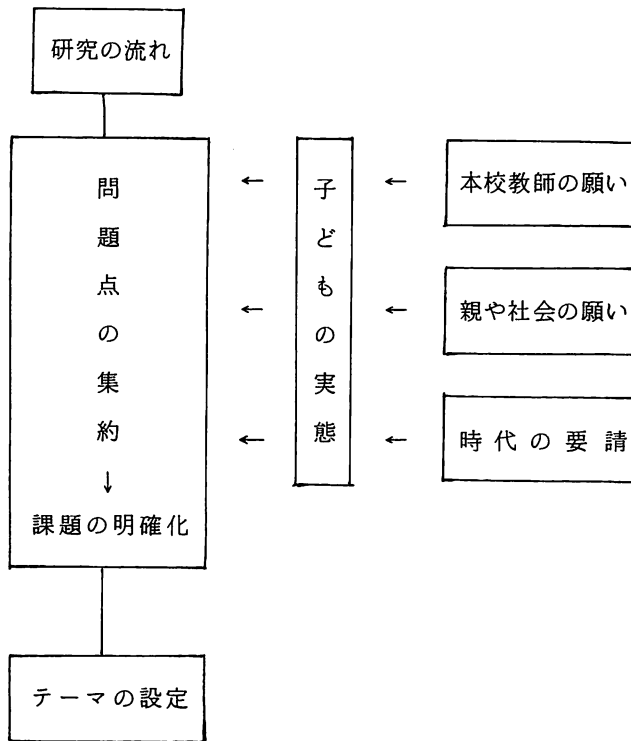 研究の流れ
問題点の集約
↓
課題の明確化
テーマの設定
← ← ←
子どもの実態
← ← ←
本校教師の願い
親や社会の願い
時代の要請